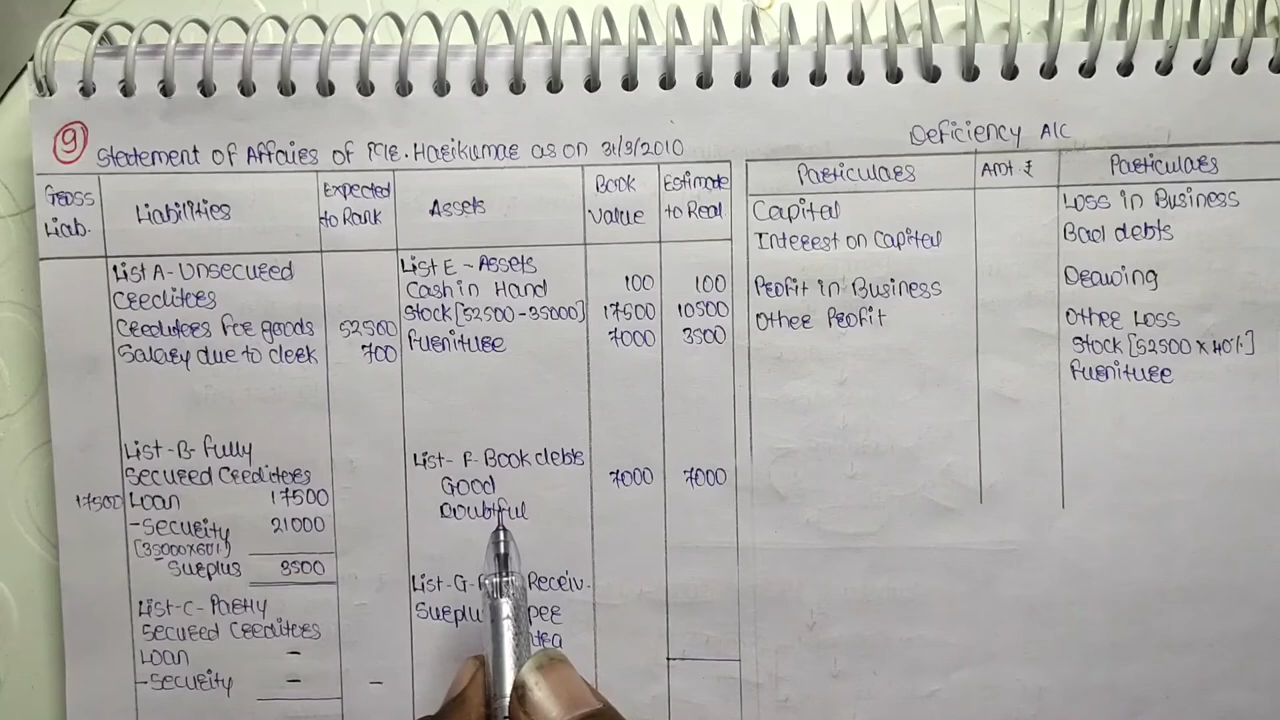 9
Statement of Affairs of Mr. Harikumar as on 31/3/2010
Gross Liab.
Liabilities
Expected to Rank
Assets
Book Value
Estimate to Real.
List A - Unsecured
Creditors
Creditors for goods 52500
Salary due to clerk 700
List - B - Fully
Secured Creditors
17500 Loan 17500
- Security 21000
[35000x60%]
Surplus 3500
List - C - Partly
Secured Creditors
Loan -
- Security - -
List E - Assets
Cash in Hand 100 100
Stock [52500 - 35000] 17500 10500
Furniture 7000 3500
List - F - Book debts
Good 7000 7000
Doubtful
List - G - Receiv.
per
Deficiency A/C
Particulars
Amt. ₹
Particulars
Capital
Interest on Capital
Profit in Business
Other Profit
Loss in Business
Bad debts
Drawing
Other Loss
Stock [52500 x 40%]
Furniture